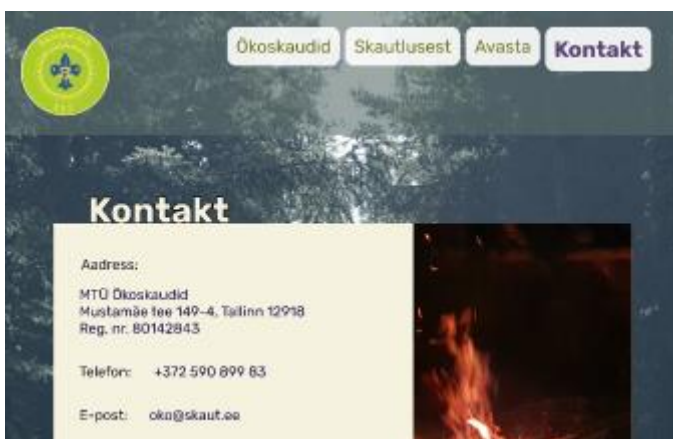 Ökoskaudid
Skautlusest
Avasta
Kontakt
Kontakt
Aadress:
MTÜ Ökoskaudid
Mustamäe tee 149-4, Tallinn 12918
Reg. nr. 80142843
Telefon: +372 590 899 83
E-post: oko@skaut.ee